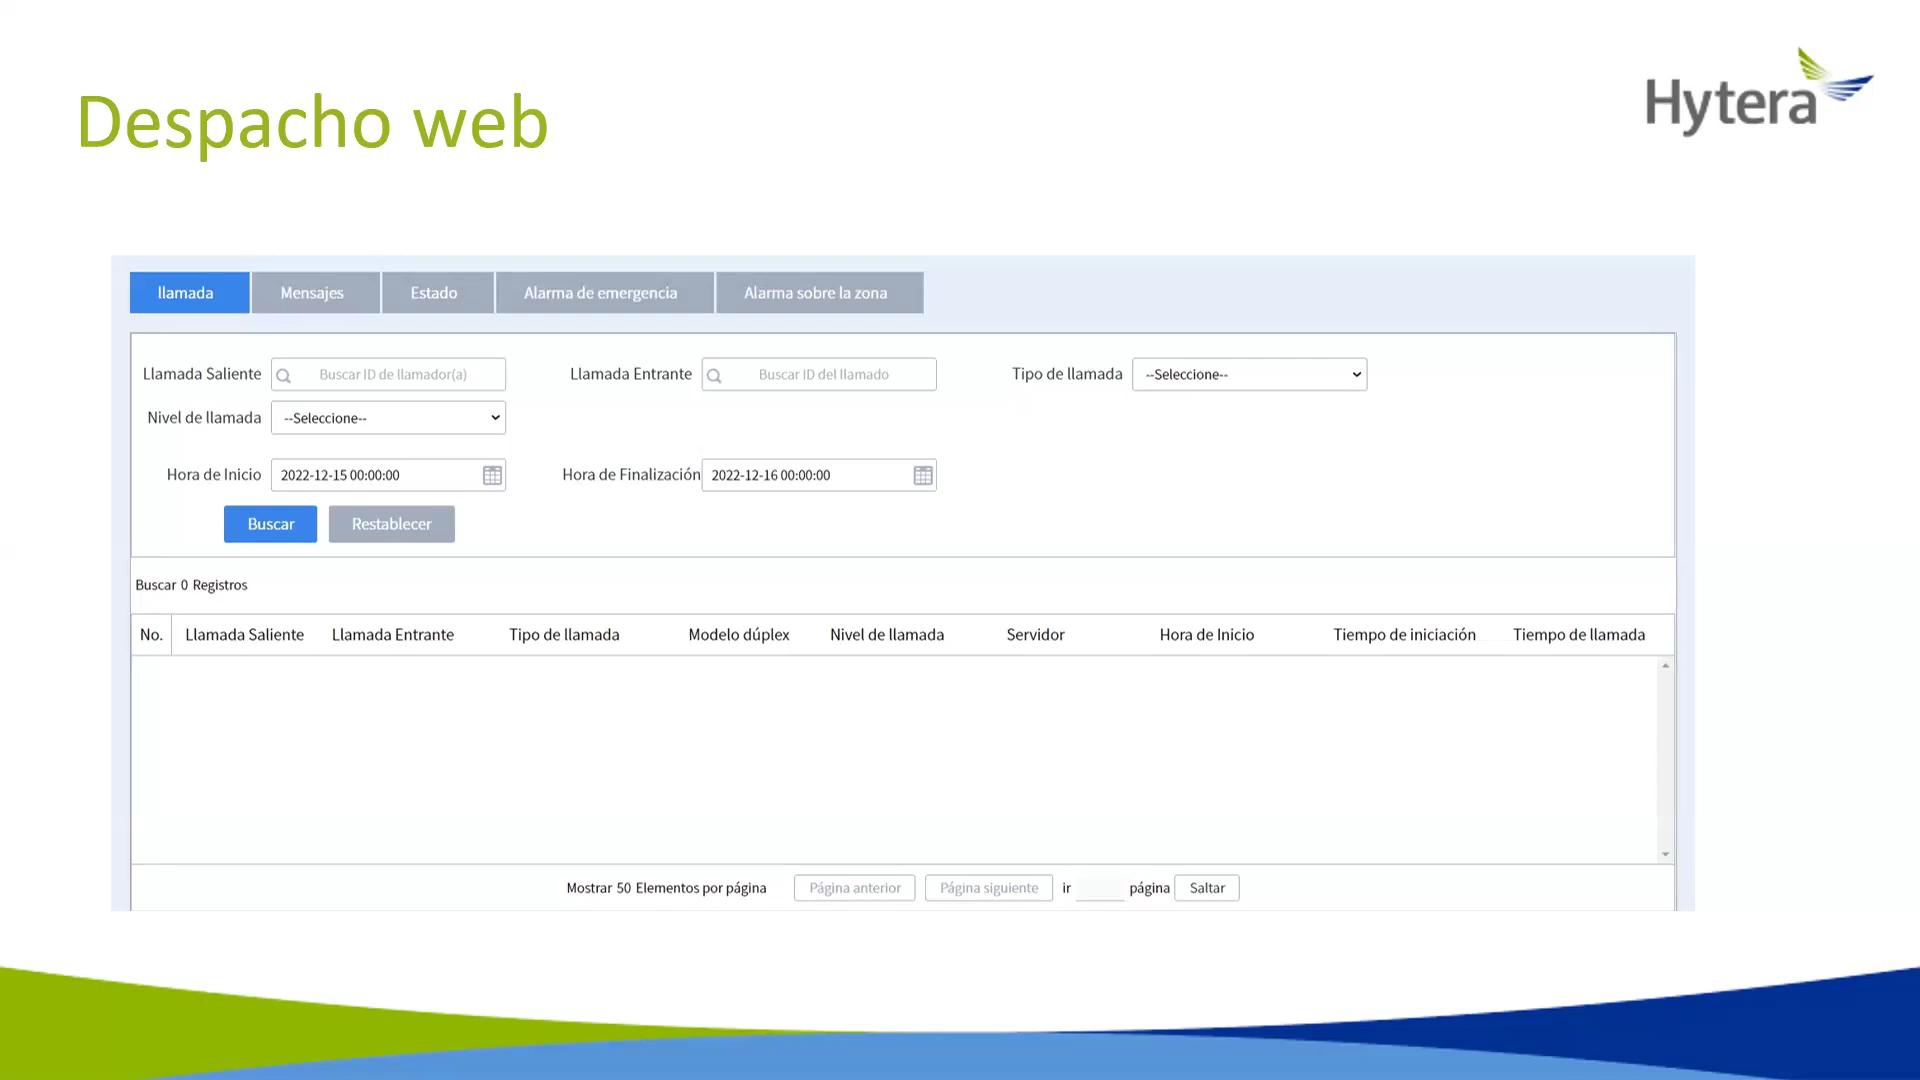 Hytera
Despacho web
llamada Mensajes Estado Alarma de emergencia Alarma sobre la zona
Llamada Saliente Buscar ID de llamador(a) Llamada Entrante Buscar ID del llamado Tipo de llamada --Seleccione--
Nivel de llamada --Seleccione--
Hora de Inicio 2022-12-15 00:00:00 Hora de Finalización 2022-12-16 00:00:00
Buscar Restablecer
Buscar 0 Registros
No. Llamada Saliente Llamada Entrante Tipo de llamada Modelo dúplex Nivel de llamada Servidor Hora de Inicio Tiempo de iniciación Tiempo de llamada
Mostrar 50 Elementos por página Página anterior Página siguiente ir página Saltar